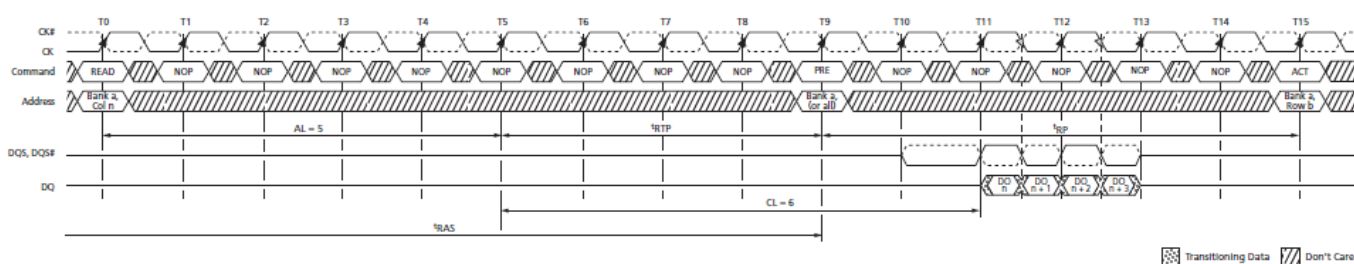 T0 T1 T2 T3 T4 T5 T6 T7 T8 T9 T10 T11 T12 T13 T14 T15
CK#
CK
Command READ NOP NOP NOP NOP NOP NOP NOP NOP PRE NOP NOP NOP NOP NOP ACT
Address Bank a, Col n Bank a, (or all) Bank a, Row b
AL = 5 tRTP tRP
DQS, DQS#
DQ DO n DO n + 1 DO n + 2 DO n + 3
CL = 6
tRAS
Transitioning Data Don't Care